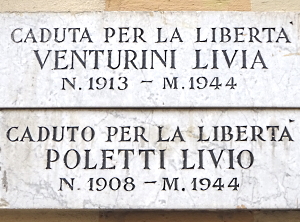 CADUTA PER LA LIBERTÀ
VENTURINI LIVIA
N. 1913 – M. 1944
CADUTO PER LA LIBERTÀ
POLETTI LIVIO
N. 1908 – M. 1944